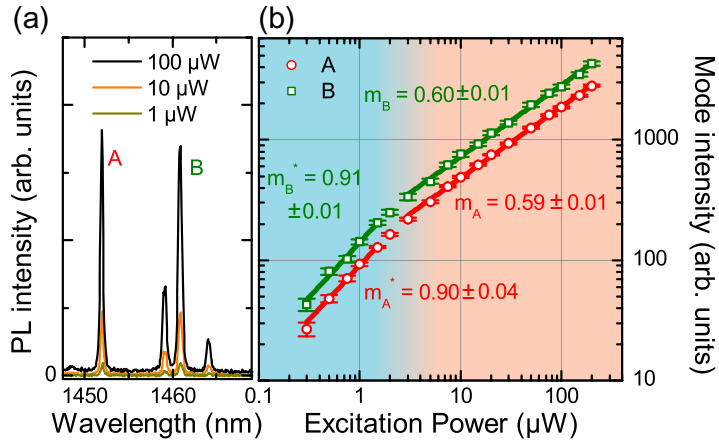 (a)
(b)
100 µW
10 µW
1 µW
A
B
PL intensity (arb. units)
0
1450
1460
Wavelength (nm)
A
B
m_B = 0.60±0.01
m_B^* = 0.91
±0.01
m_A = 0.59±0.01
m_A^* = 0.90±0.04
1000
100
10
Mode intensity
(arb. units)
0.1
1
10
100
Excitation Power (µW)